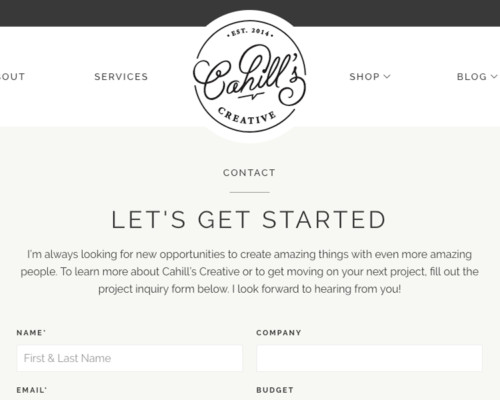 • EST. 2014 •
Cahill's
CREATIVE
SERVICES
SHOP
BLOG
CONTACT
LET'S GET STARTED
I'm always looking for new opportunities to create amazing things with even more amazing
people. To learn more about Cahill's Creative or to get moving on your next project, fill out the
project inquiry form below. I look forward to hearing from you!
NAME*
COMPANY
First & Last Name
EMAIL*
BUDGET